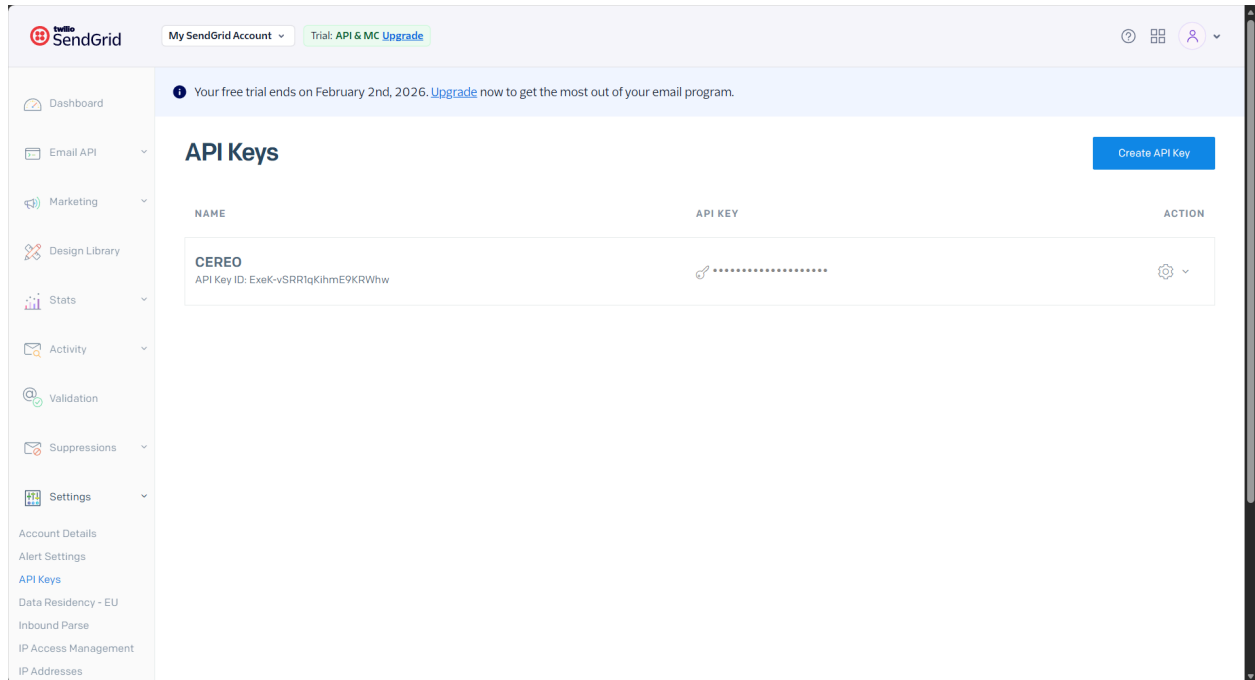 twilio
SendGrid
My SendGrid Account
Trial: API & MC Upgrade
Your free trial ends on February 2nd, 2026. Upgrade now to get the most out of your email program.
Dashboard
Email API
Marketing
Design Library
Stats
Activity
Validation
Suppressions
Settings
Account Details
Alert Settings
API Keys
Data Residency - EU
Inbound Parse
IP Access Management
IP Addresses
API Keys
Create API Key
NAME API KEY ACTION
CEREO
API Key ID: ExeK-vSRR1qKihmE9KRWhw
••••••••••••••••••••